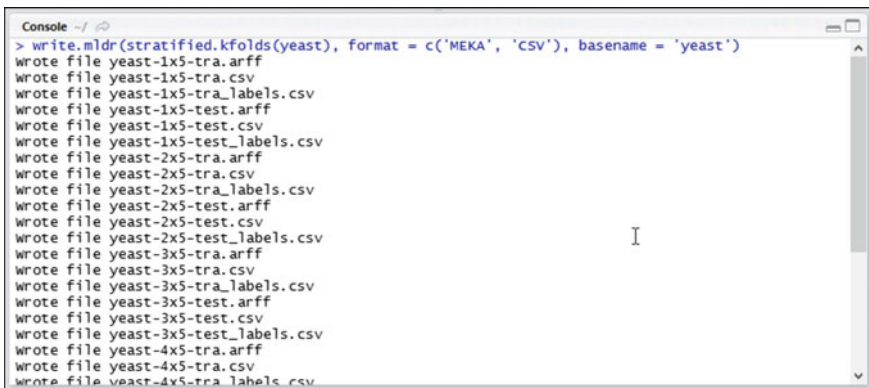 Console ~/
> write.mldr(stratified.kfolds(yeast), format = c('MEKA', 'CSV'), basename = 'yeast')
Wrote file yeast-1x5-tra.arff
Wrote file yeast-1x5-tra.csv
Wrote file yeast-1x5-tra_labels.csv
Wrote file yeast-1x5-test.arff
Wrote file yeast-1x5-test.csv
Wrote file yeast-1x5-test_labels.csv
Wrote file yeast-2x5-tra.arff
Wrote file yeast-2x5-tra.csv
Wrote file yeast-2x5-tra_labels.csv
Wrote file yeast-2x5-test.arff
Wrote file yeast-2x5-test.csv
Wrote file yeast-2x5-test_labels.csv
Wrote file yeast-3x5-tra.arff
Wrote file yeast-3x5-tra.csv
Wrote file yeast-3x5-tra_labels.csv
Wrote file yeast-3x5-test.arff
Wrote file yeast-3x5-test.csv
Wrote file yeast-3x5-test_labels.csv
Wrote file yeast-4x5-tra.arff
Wrote file yeast-4x5-tra.csv
Wrote file yeast-4x5-tra_labels.csv